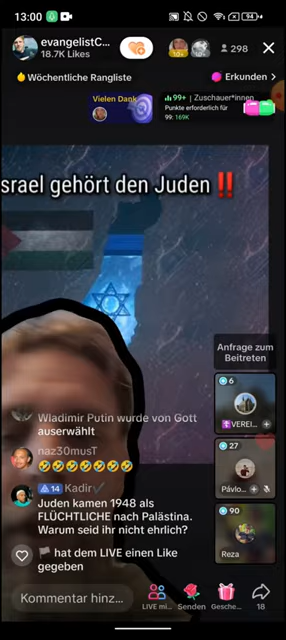 13:00
94
evangelistC...
18.7K Likes
298
Wöchentliche Rangliste
Erkunden >
Vielen Dank
99+ | Zuschauer*innen
Punkte erforderlich für
99: 169K
srael gehört den Juden ‼️
Anfrage zum
Beitreten
6
VEREI...
27
Pávlo...
90
Reza
Wladimir Putin wurde von Gott
auserwählt
naz30musT
🤣🤣🤣🤣🤣🤣🤣
14 Kadir✓
Juden kamen 1948 als
FLÜCHTLICHE nach Palästina.
Warum seid ihr nicht ehrlich?
hat dem LIVE einen Like
gegeben
Kommentar hinz...
LIVE mi...
Senden
Gesche...
18